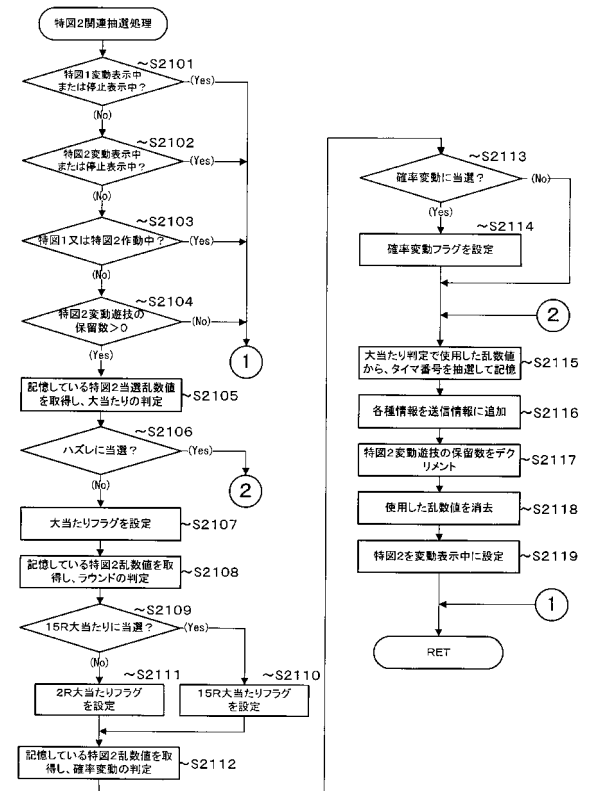 特図2関連抽選処理
～S2101
特図1変動表示中
または停止表示中?
(Yes)
(No)
～S2102
特図2変動表示中
または停止表示中?
(Yes)
(No)
～S2103
特図1又は特図2作動中?
(Yes)
(No)
～S2104
特図2変動遊技の
保留数>0
(No)
(Yes)
1
記憶している特図2当選乱数値
を取得し、大当たりの判定
～S2105
～S2106
ハズレに当選?
(Yes)
(No)
2
大当たりフラグを設定
～S2107
記憶している特図2乱数値を取
得し、ラウンドの判定
～S2108
～S2109
15R大当たりに当選?
(Yes)
(No)
～S2111
2R大当たりフラグ
を設定
～S2110
15R大当たりフラグ
を設定
記憶している特図2乱数値を取
得し、確率変動の判定
～S2112
～S2113
確率変動に当選?
(No)
(Yes)
～S2114
確率変動フラグを設定
2
大当たり判定で使用した乱数値
から、タイマ番号を抽選して記憶
～S2115
各種情報を送信情報に追加
～S2116
特図2変動遊技の保留数をデク
リメント
～S2117
使用した乱数値を消去
～S2118
特図2を変動表示中に設定
～S2119
1
RET